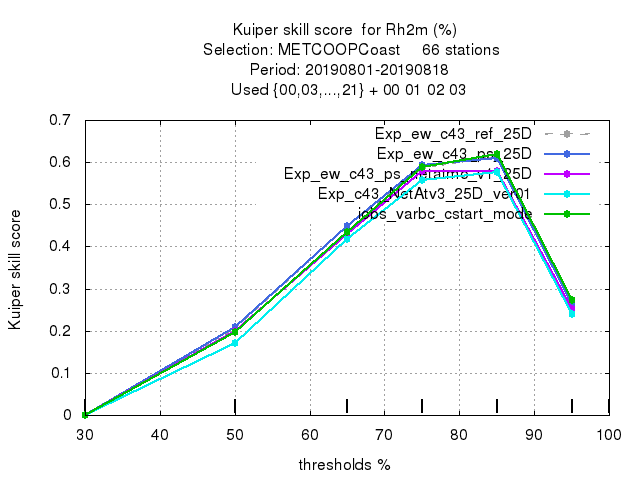 Kuiper skill score  for Rh2m (%)
Selection: METCOOPCoast     66 stations
Period: 20190801-20190818
Used {00,03,...,21} + 00 01 02 03
Exp_ew_c43_ref_25D
Exp_ew_c43_ps_25D
Exp_ew_c43_ps_netatmo_v1_25D
Exp_c43_NetAtv3_25D_ver01
iobs_varbc_cstart_mode
0.7
0.6
0.5
0.4
0.3
0.2
0.1
0
Kuiper skill score
30 40 50 60 70 80 90 100
thresholds %